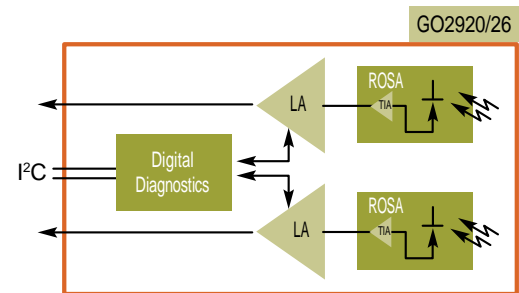 GO2920/26
ROSA
LA
TIA
I²C
Digital
Diagnostics
ROSA
LA
TIA